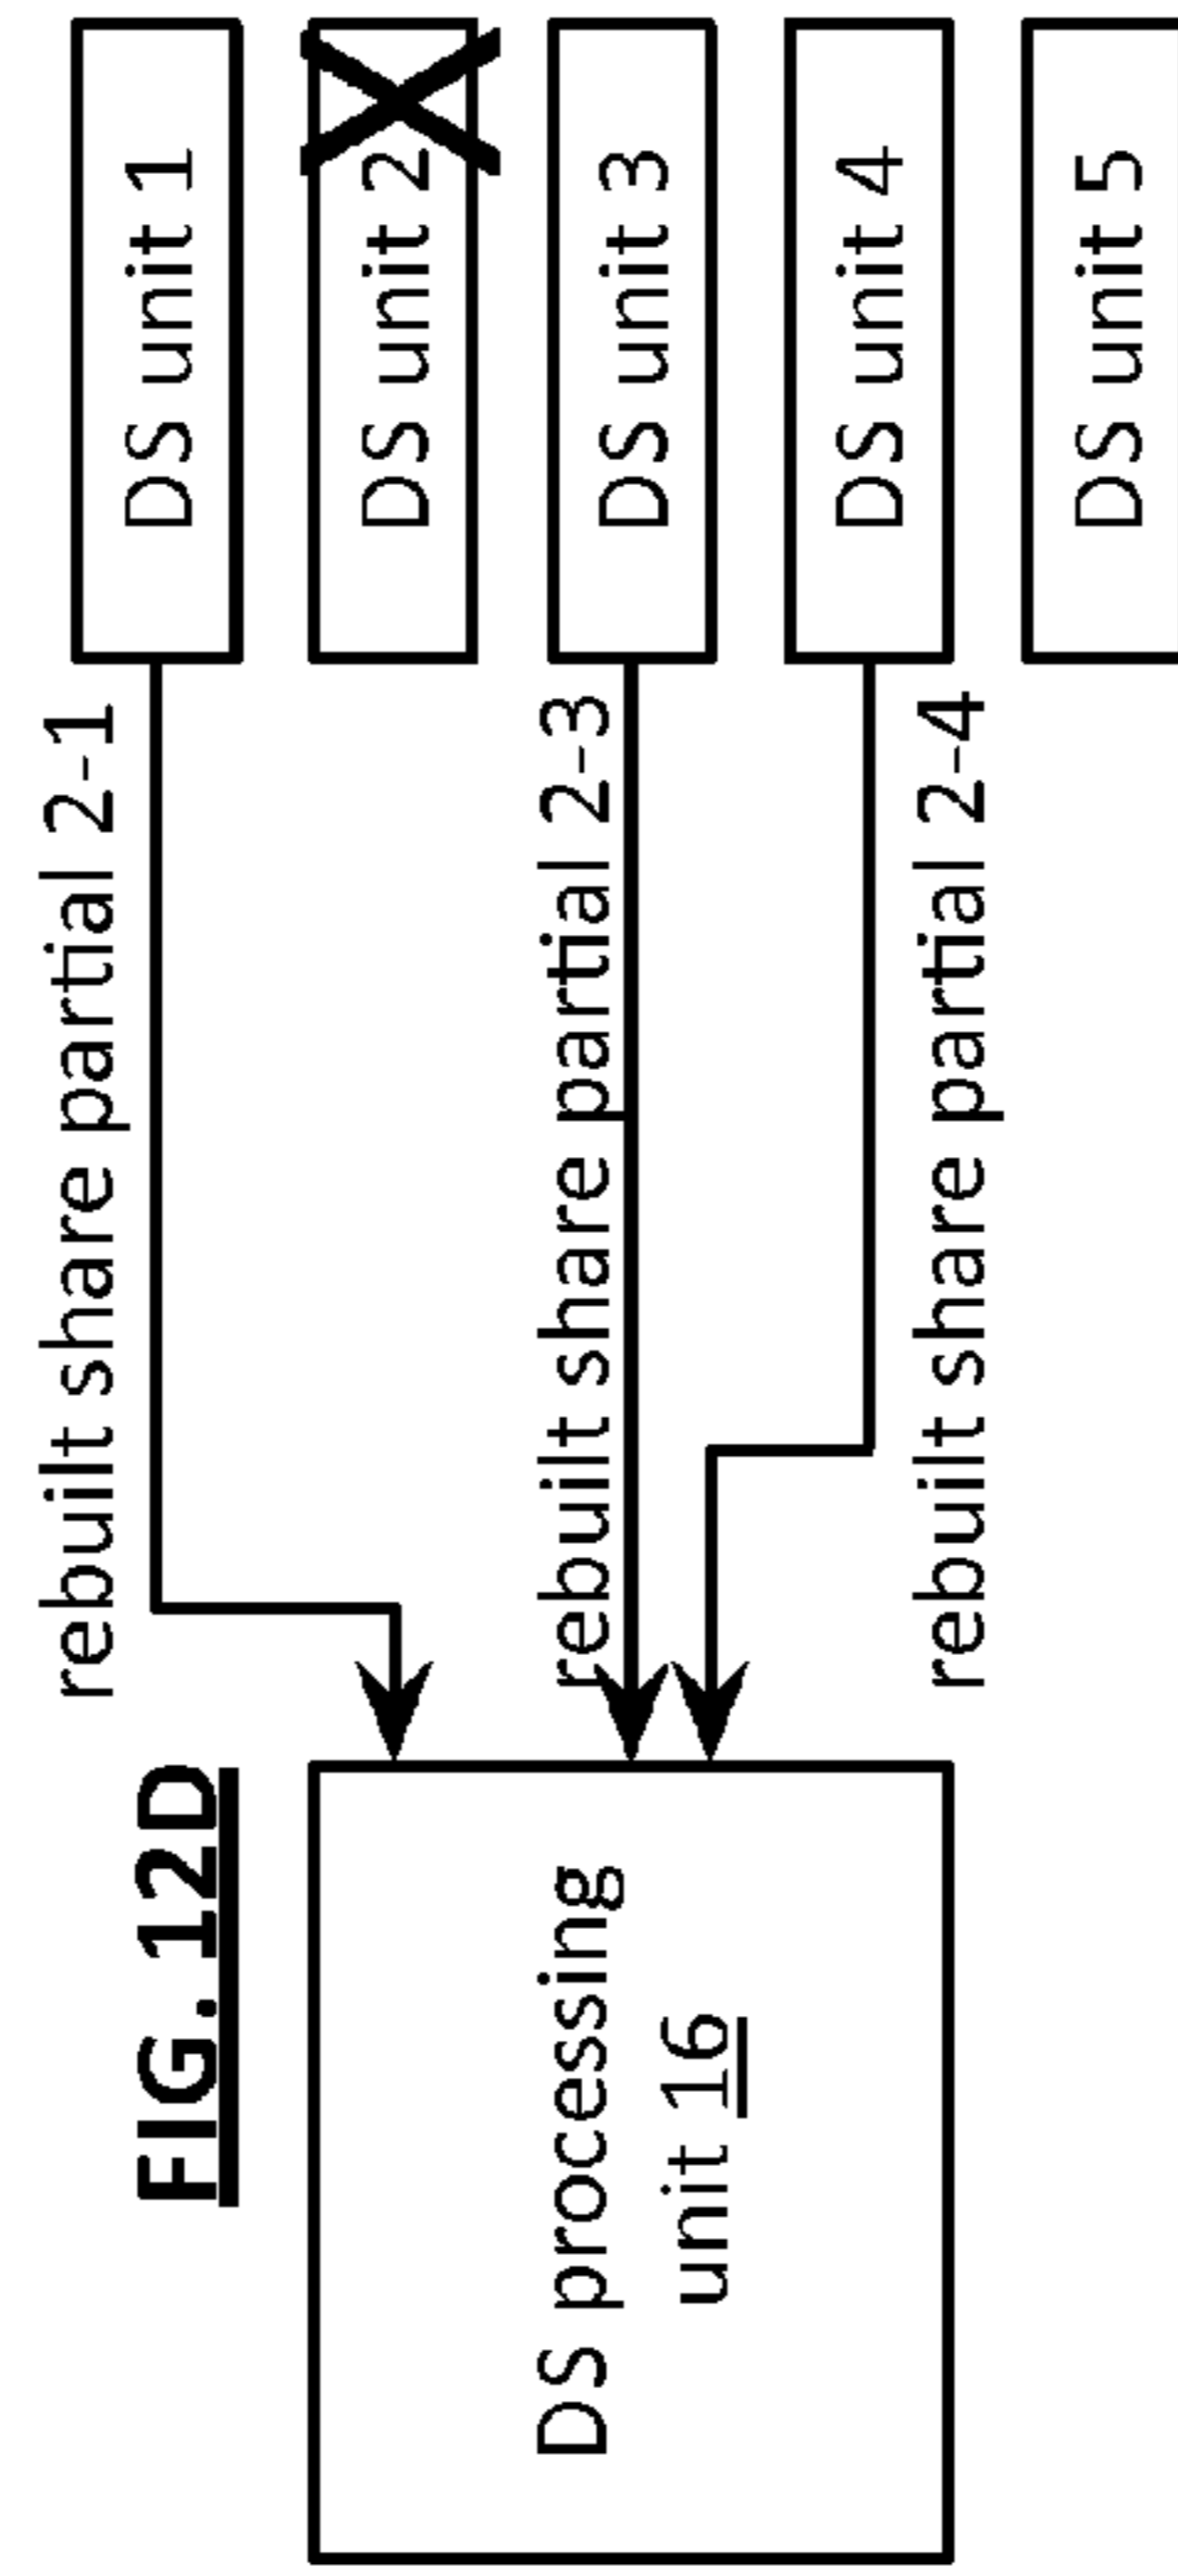 FIG. 12D
rebuilt share partial 2-1
DS unit 1
DS unit 2
rebuilt share partial 2-3
DS unit 3
DS processing
unit 16
DS unit 4
rebuilt share partial 2-4
DS unit 5